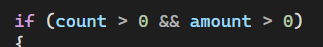 if (count > 0 && amount > 0)
{